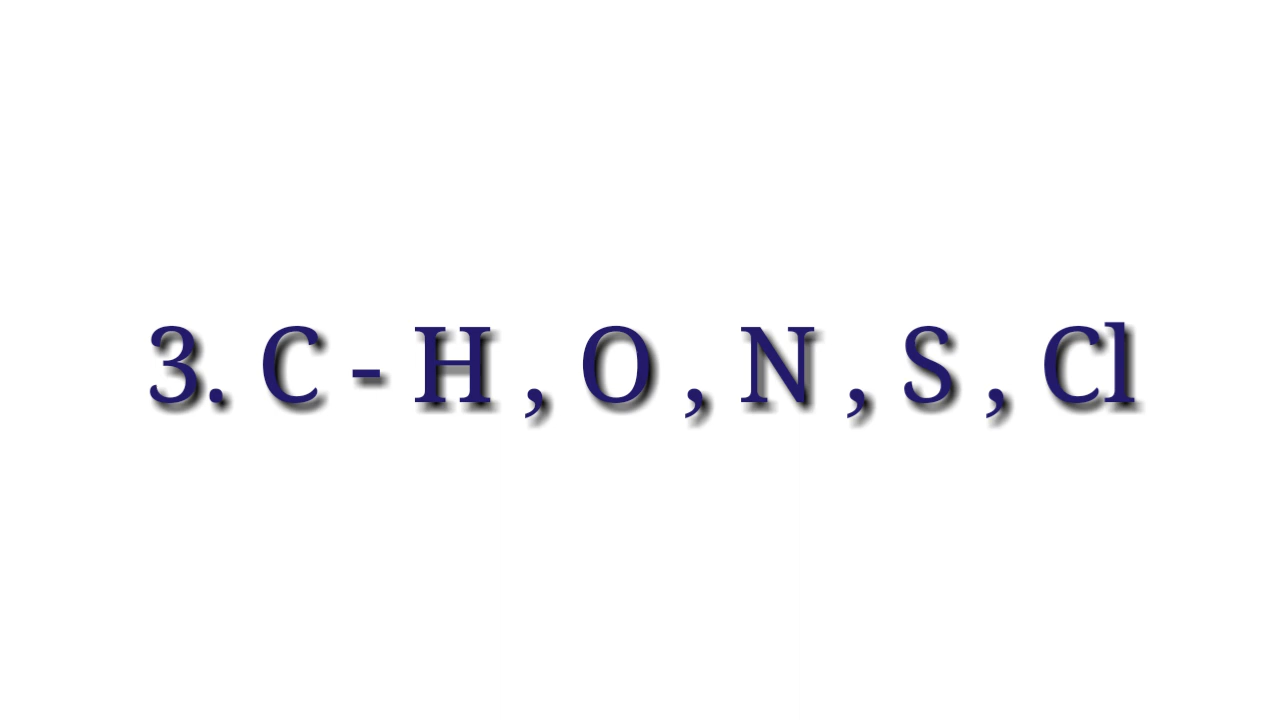 3. C - H , O , N , S , Cl